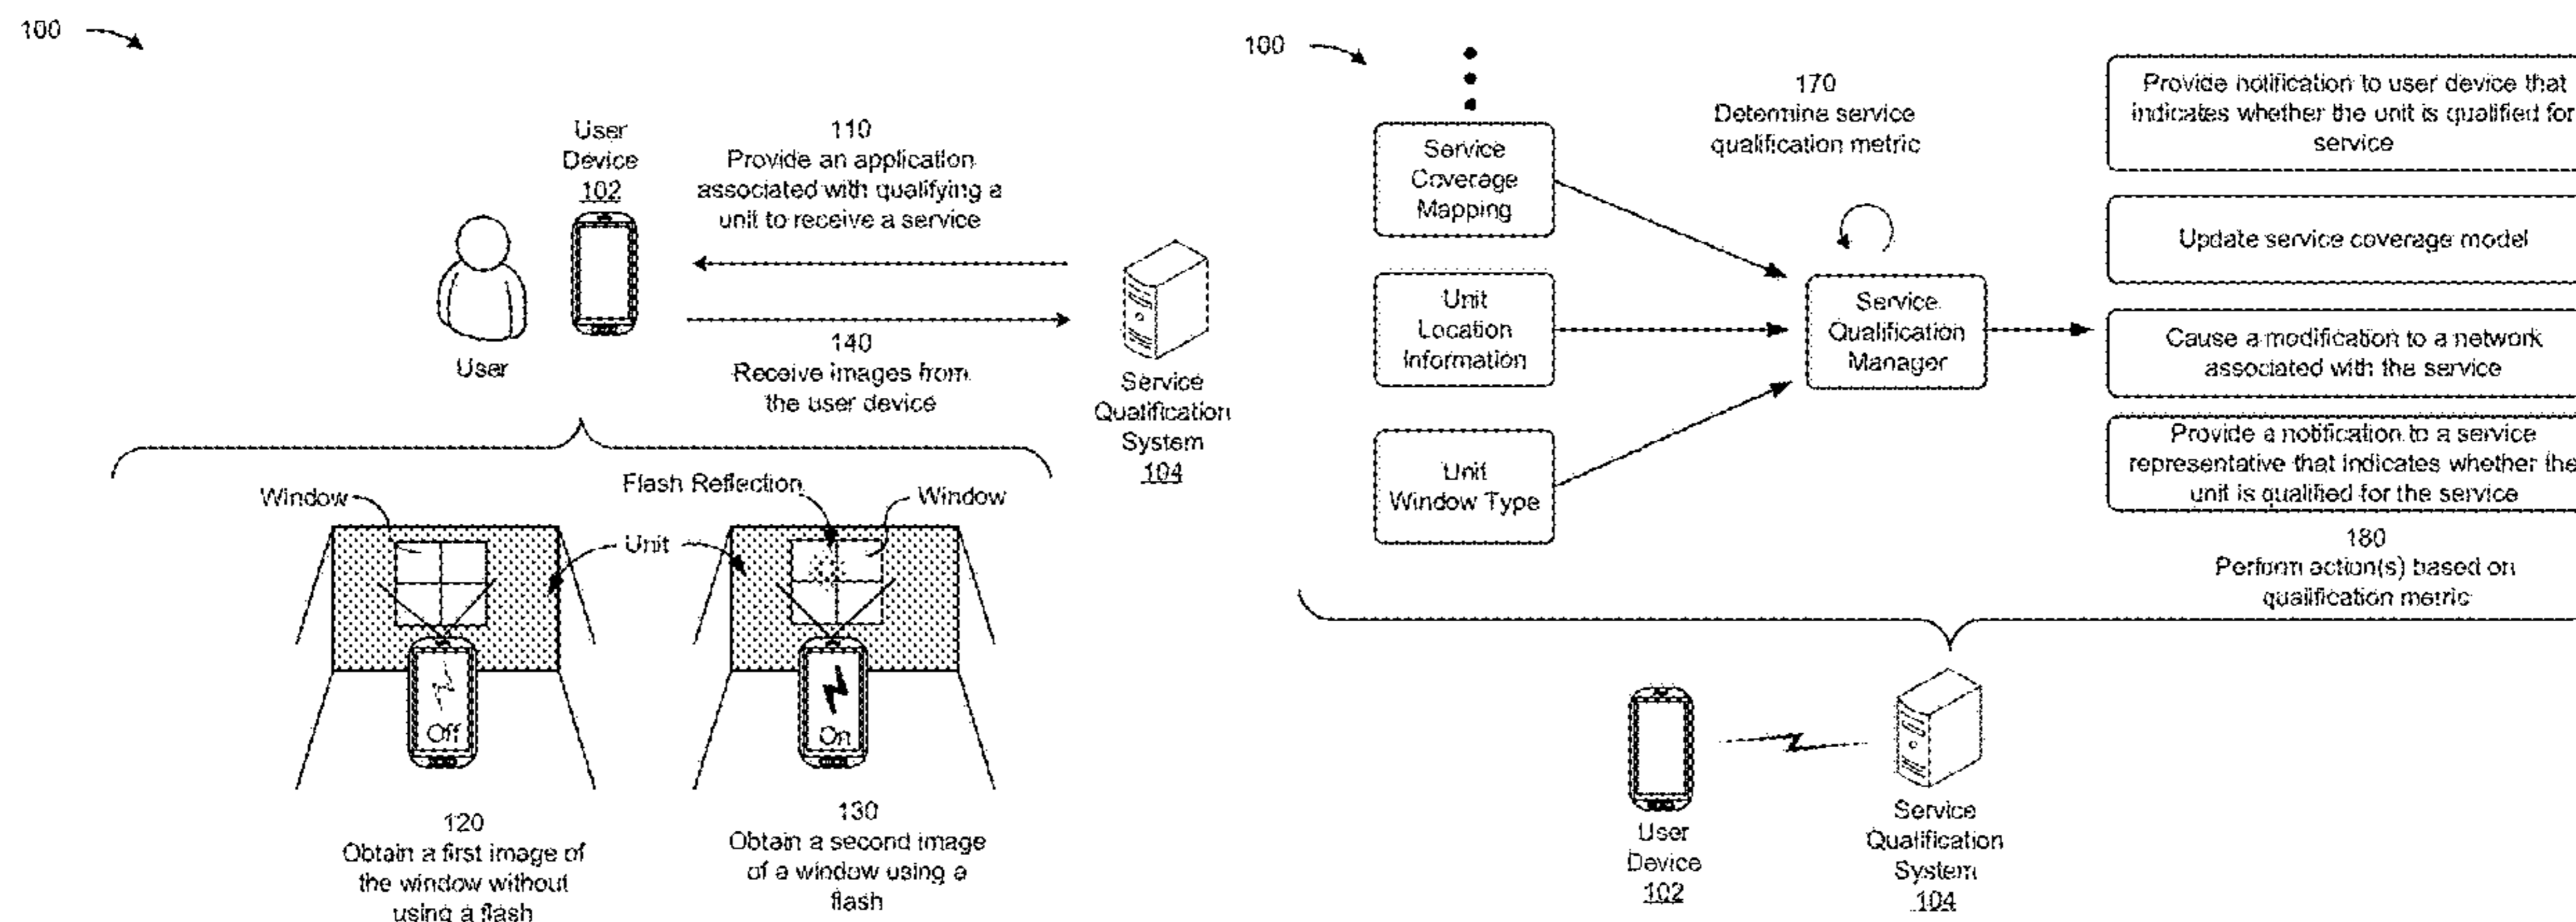 100
User
Device
102
110
Provide an application
associated with qualifying a
unit to receive a service
User
140
Receive images from
the user device
Service
Qualification
System
104
Window
Flash Reflection
Window
Unit
Off
On
120
Obtain a first image of
the window without
using a flash
130
Obtain a second image
of a window using a
flash
100
Service
Coverage
Mapping
Unit
Location
Information
Unit
Window Type
170
Determine service
qualification metric
Service
Qualification
Manager
Provide notification to user device that
indicates whether the unit is qualified for
service
Update service coverage model
Cause a modification to a network
associated with the service
Provide a notification to a service
representative that indicates whether the
unit is qualified for the service
180
Perform action(s) based on
qualification metric
User
Device
102
Service
Qualification
System
104